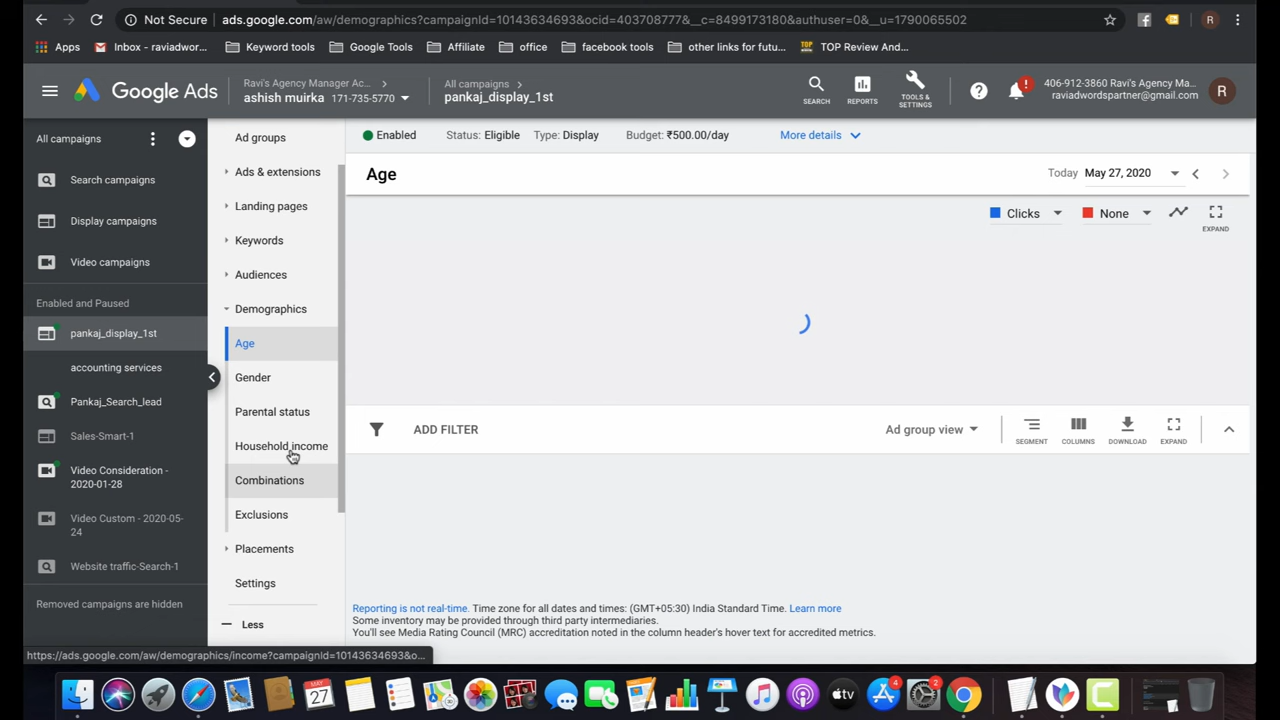 Not Secure
ads.google.com/aw/demographics?campaignId=10143634693&ocid=403708777&__c=8499173180&authuser=0&__u=1790065502
R
Apps
Inbox - raviadwor...
Keyword tools
Google Tools
Affiliate
office
facebook tools
other links for futu...
TOP Review And...
Google Ads
Ravi's Agency Manager Ac...
ashish muirka 171-735-5770
All campaigns
pankaj_display_1st
SEARCH
REPORTS
TOOLS & SETTINGS
406-912-3860 Ravi's Agency Ma...
raviadwordspartner@gmail.com
R
All campaigns
Search campaigns
Display campaigns
Video campaigns
Enabled and Paused
pankaj_display_1st
accounting services
Pankaj_Search_lead
Sales-Smart-1
Video Consideration -
2020-01-28
Video Custom - 2020-05-
24
Website traffic-Search-1
Removed campaigns are hidden
Ad groups
Ads & extensions
Landing pages
Keywords
Audiences
Demographics
Age
Gender
Parental status
Household income
Combinations
Exclusions
Placements
Settings
Less
Enabled Status: Eligible Type: Display Budget: ₹500.00/day More details
Age
Today May 27, 2020
Clicks
None
EXPAND
ADD FILTER
Ad group view
SEGMENT
COLUMNS
DOWNLOAD
EXPAND
Reporting is not real-time. Time zone for all dates and times: (GMT+05:30) India Standard Time. Learn more
Some inventory may be provided through third party intermediaries.
You'll see Media Rating Council (MRC) accreditation noted in the column header's hover text for accredited metrics.
https://ads.google.com/aw/demographics/income?campaignId=10143634693&o...
MAY
27
tv
4
2